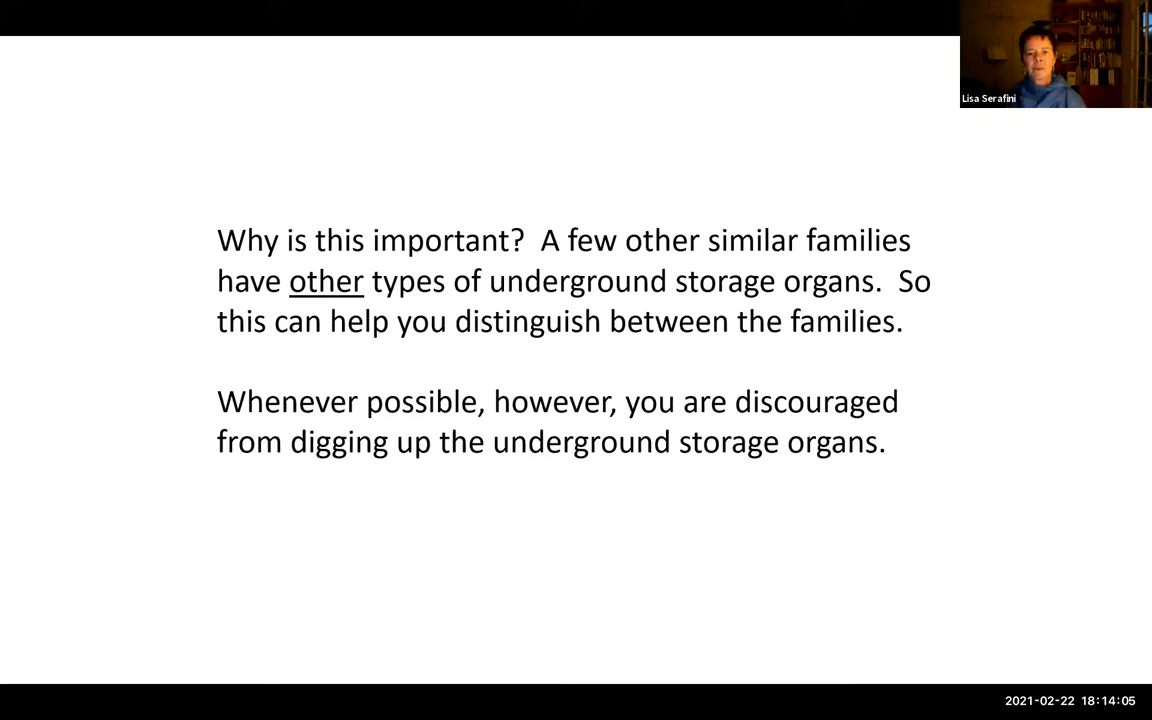 Lisa Serafini
Why is this important?  A few other similar families
have other types of underground storage organs.  So
this can help you distinguish between the families.
Whenever possible, however, you are discouraged
from digging up the underground storage organs.
2021-02-22 18:14:05